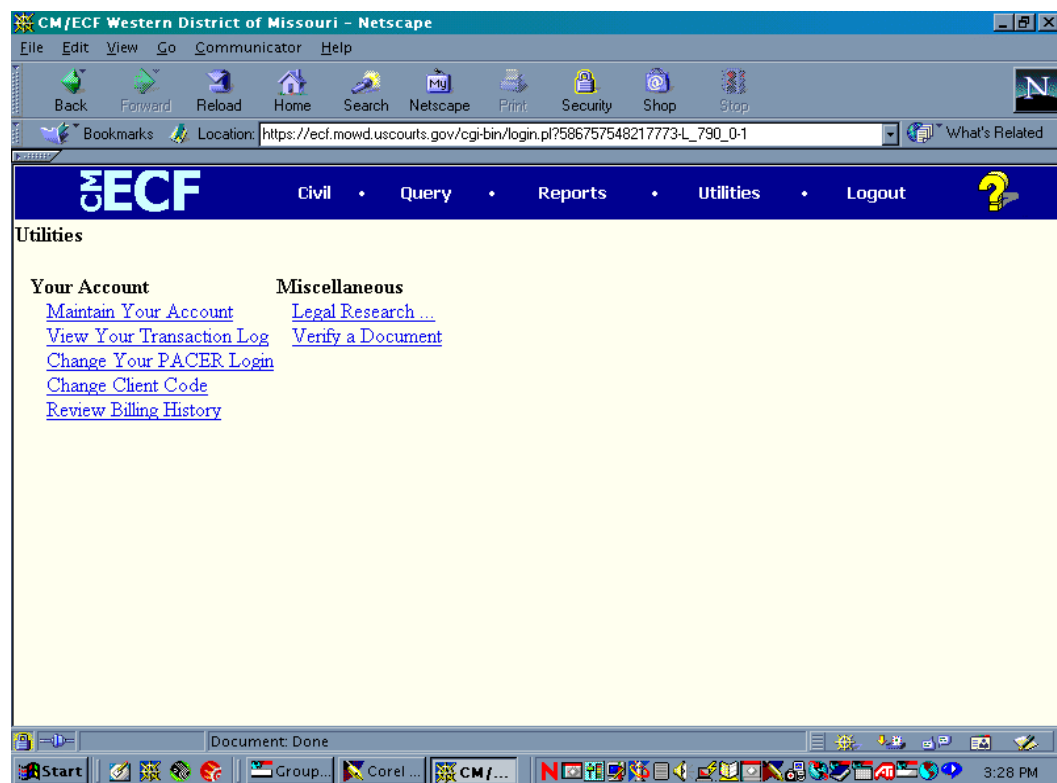 CM/ECF Western District of Missouri - Netscape
File Edit View Go Communicator Help
Back Forward Reload Home Search Netscape Print Security Shop Stop
My
N
Bookmarks Location: https://ecf.mowd.uscourts.gov/cgi-bin/login.pl?586757548217773-L_790_0-1 What's Related
CM ECF Civil • Query • Reports • Utilities • Logout ?
Utilities
Your Account Miscellaneous
Maintain Your Account Legal Research ...
View Your Transaction Log Verify a Document
Change Your PACER Login
Change Client Code
Review Billing History
Document: Done
Start Group... Corel ... CM/... N 3:28 PM